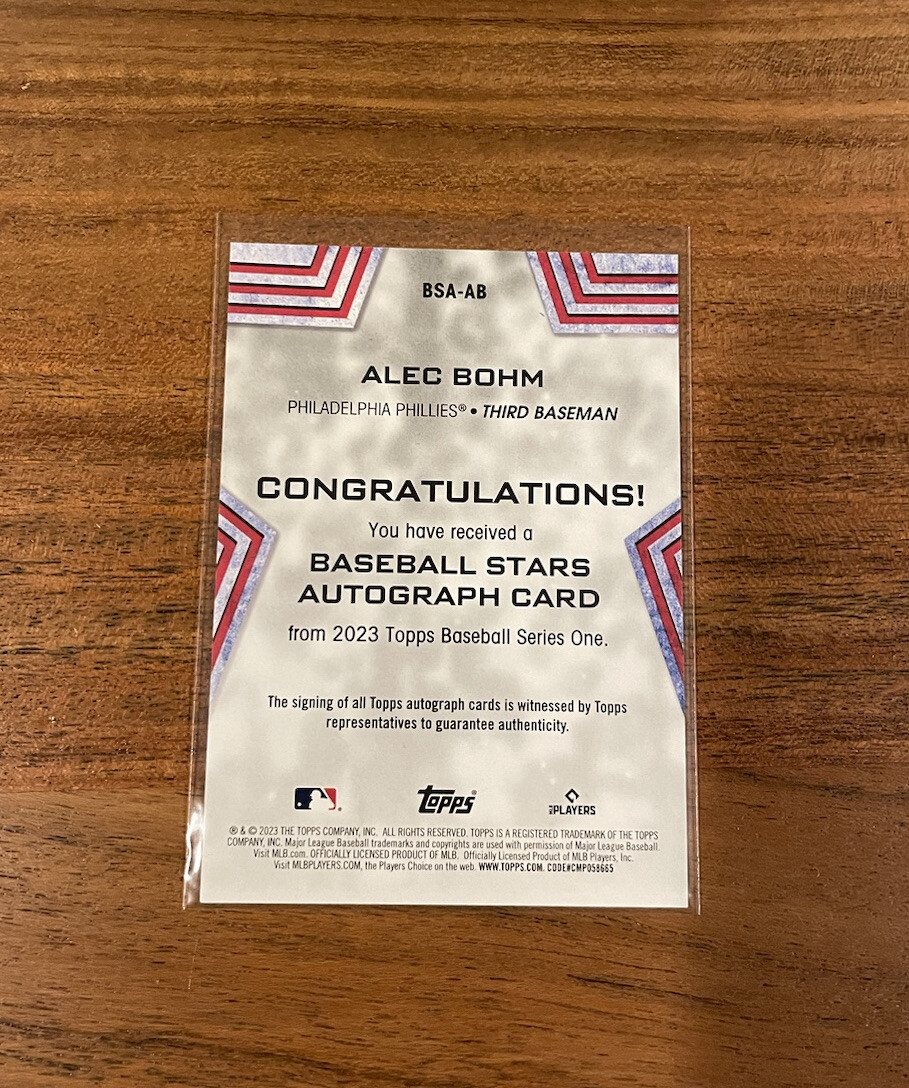 BSA-AB
ALEC BOHM
PHILADELPHIA PHILLIES® • THIRD BASEMAN
CONGRATULATIONS!
You have received a
BASEBALL STARS
AUTOGRAPH CARD
from 2023 Topps Baseball Series One.
The signing of all Topps autograph cards is witnessed by Topps
representatives to guarantee authenticity.
topps®
PLAYERS
® & © 2023 THE TOPPS COMPANY, INC. ALL RIGHTS RESERVED. TOPPS IS A REGISTERED TRADEMARK OF THE TOPPS
COMPANY, INC. Major League Baseball trademarks and copyrights are used with permission of Major League Baseball.
Visit MLB.com. OFFICIALLY LICENSED PRODUCT OF MLB. Officially Licensed Product of MLB Players, Inc.
Visit MLBPLAYERS.COM, the Players Choice on the web. WWW.TOPPS.COM. CODE#CMP058665